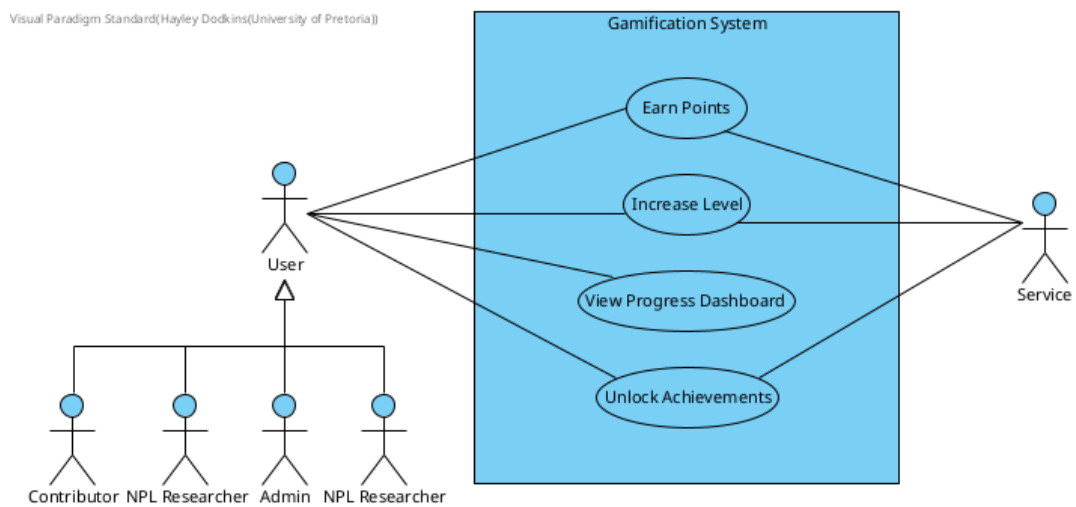 Visual Paradigm Standard(Hayley Dodkins(University of Pretoria))
Gamification System
Earn Points
Increase Level
User
Service
View Progress Dashboard
Unlock Achievements
Contributor
NPL Researcher
Admin
NPL Researcher